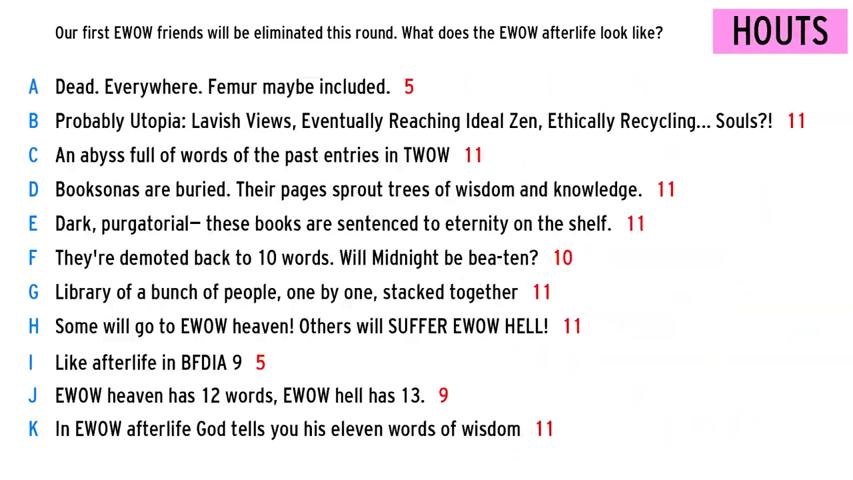 Our first EWOW friends will be eliminated this round. What does the EWOW afterlife look like?
HOUTS
A Dead. Everywhere. Femur maybe included. 5
B Probably Utopia: Lavish Views, Eventually Reaching Ideal Zen, Ethically Recycling... Souls?! 11
C An abyss full of words of the past entries in TWOW 11
D Booksonas are buried. Their pages sprout trees of wisdom and knowledge. 11
E Dark, purgatorial— these books are sentenced to eternity on the shelf. 11
F They're demoted back to 10 words. Will Midnight be bea-ten? 10
G Library of a bunch of people, one by one, stacked together 11
H Some will go to EWOW heaven! Others will SUFFER EWOW HELL! 11
I Like afterlife in BFDIA 9 5
J EWOW heaven has 12 words, EWOW hell has 13. 9
K In EWOW afterlife God tells you his eleven words of wisdom 11